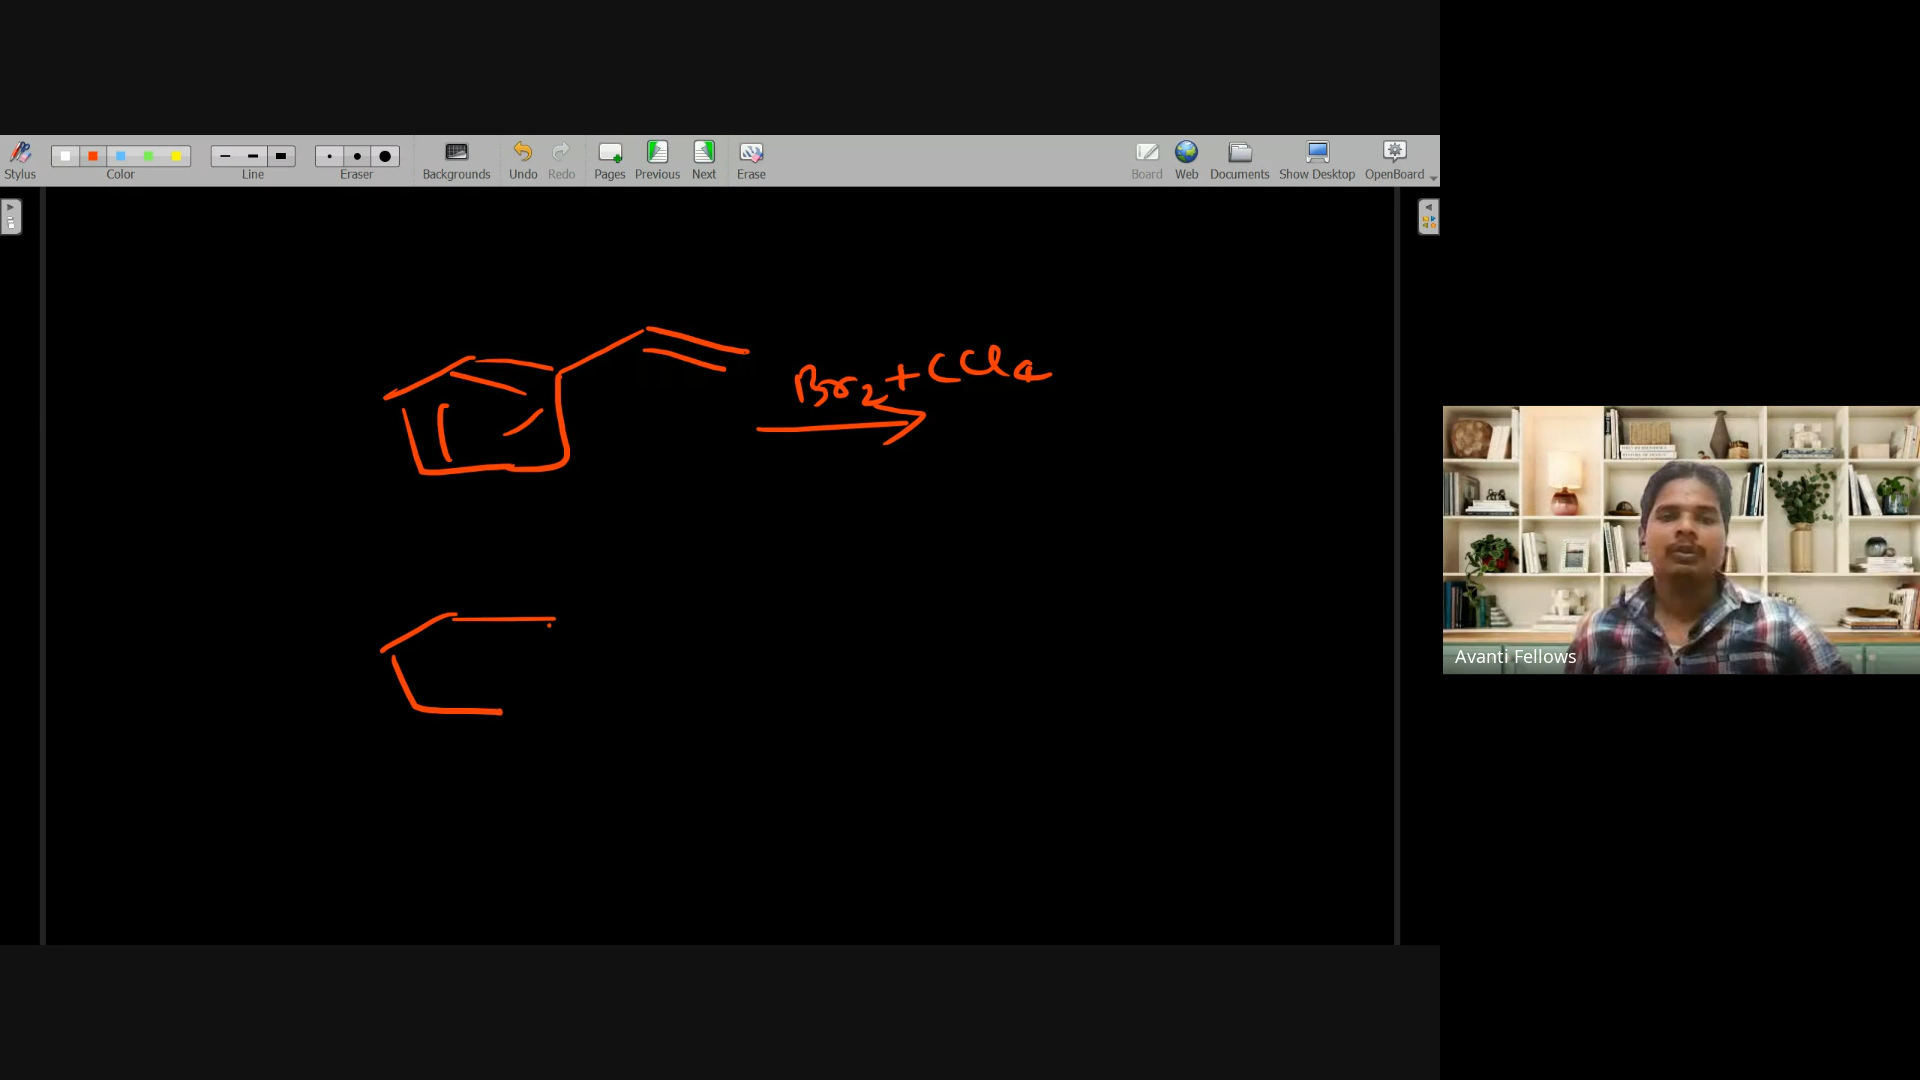 Stylus Color Line Eraser Backgrounds Undo Redo Pages Previous Next Erase Board Web Documents Show Desktop OpenBoard
Br2+CCl4
Avanti Fellows